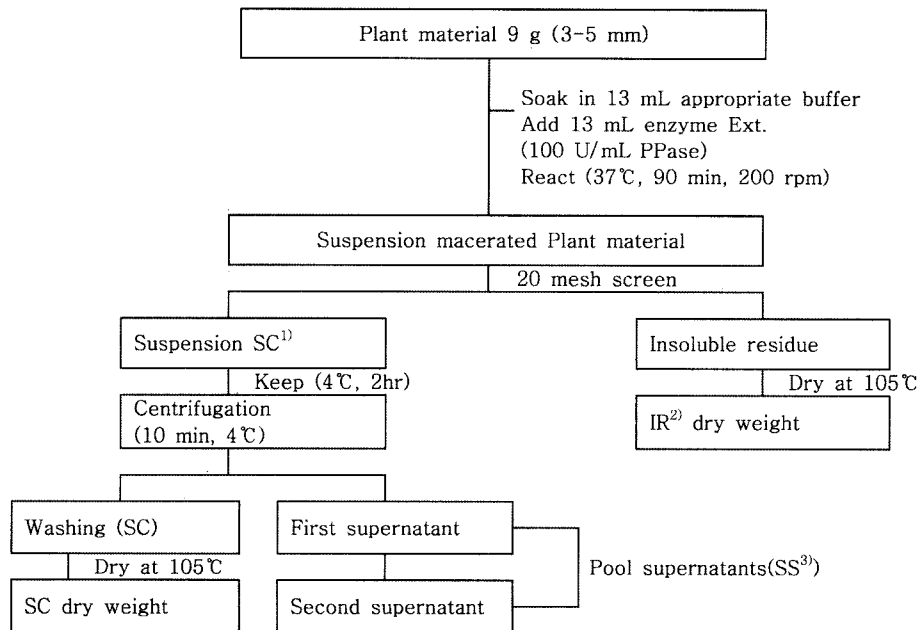 Plant material 9 g (3-5 mm)
Soak in 13 mL appropriate buffer
Add 13 mL enzyme Ext.
(100 U/mL PPase)
React (37℃, 90 min, 200 rpm)
Suspension macerated Plant material
20 mesh screen
Suspension SC¹⁾
Insoluble residue
Keep (4℃, 2hr)
Dry at 105℃
Centrifugation
(10 min, 4℃)
IR²⁾ dry weight
Washing (SC)
First supernatant
Dry at 105℃
Pool supernatants(SS³⁾)
SC dry weight
Second supernatant